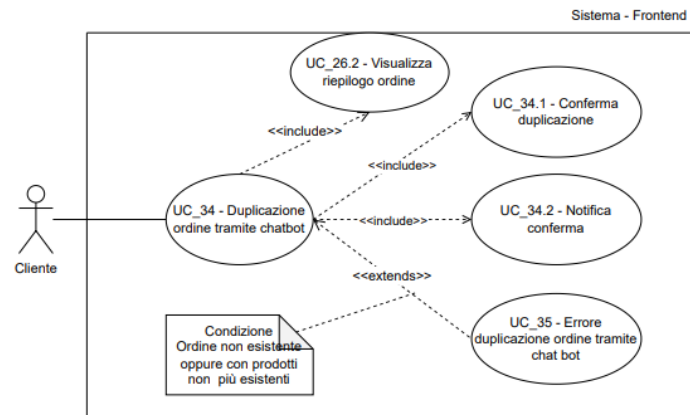 Sistema - Frontend
UC_26.2 - Visualizza
riepilogo ordine
UC_34.1 - Conferma
duplicazione
<<include>>
<<include>>
UC_34 - Duplicazione
ordine tramite chatbot
<<include>>
UC_34.2 - Notifica
conferma
Cliente
<<extends>>
Condizione
Ordine non esistente
oppure con prodotti
non più esistenti
UC_35 - Errore
duplicazione ordine tramite
chat bot